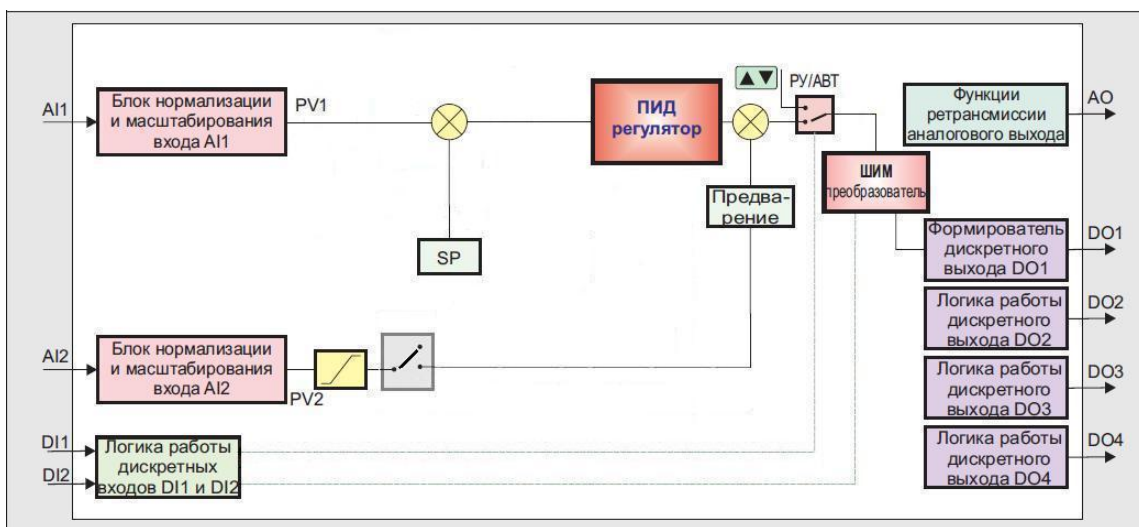 AI1
Блок нормализации
и масштабирования
входа AI1
PV1
ПИД
регулятор
РУ/АВТ
Функции
ретрансмиссии
аналогового выхода
AO
ШИМ
преобразователь
Предва-
рение
SP
Формирователь
дискретного
выхода DO1
DO1
Логика работы
дискретного
выхода DO2
DO2
AI2
Блок нормализации
и масштабирования
входа AI2
PV2
Логика работы
дискретного
выхода DO3
DO3
DI1
DI2
Логика работы
дискретных
входов DI1 и DI2
Логика работы
дискретного
выхода DO4
DO4